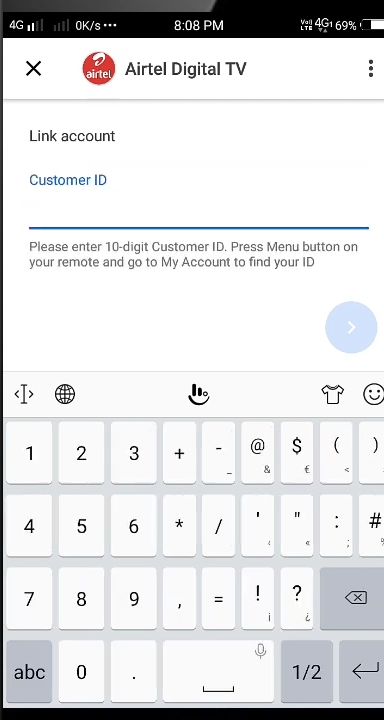 4G 0K/s ... 8:08 PM VoLTE 4G1 69%
airtel Airtel Digital TV
Link account
Customer ID
Please enter 10-digit Customer ID. Press Menu button on
your remote and go to My Account to find your ID
1 2 3 + - _ @ & $ € ( < )
4 5 6 * / ' ‹ " « : ; # %
7 8 9 , = ! ¡ ? ¿
abc 0 . 1/2